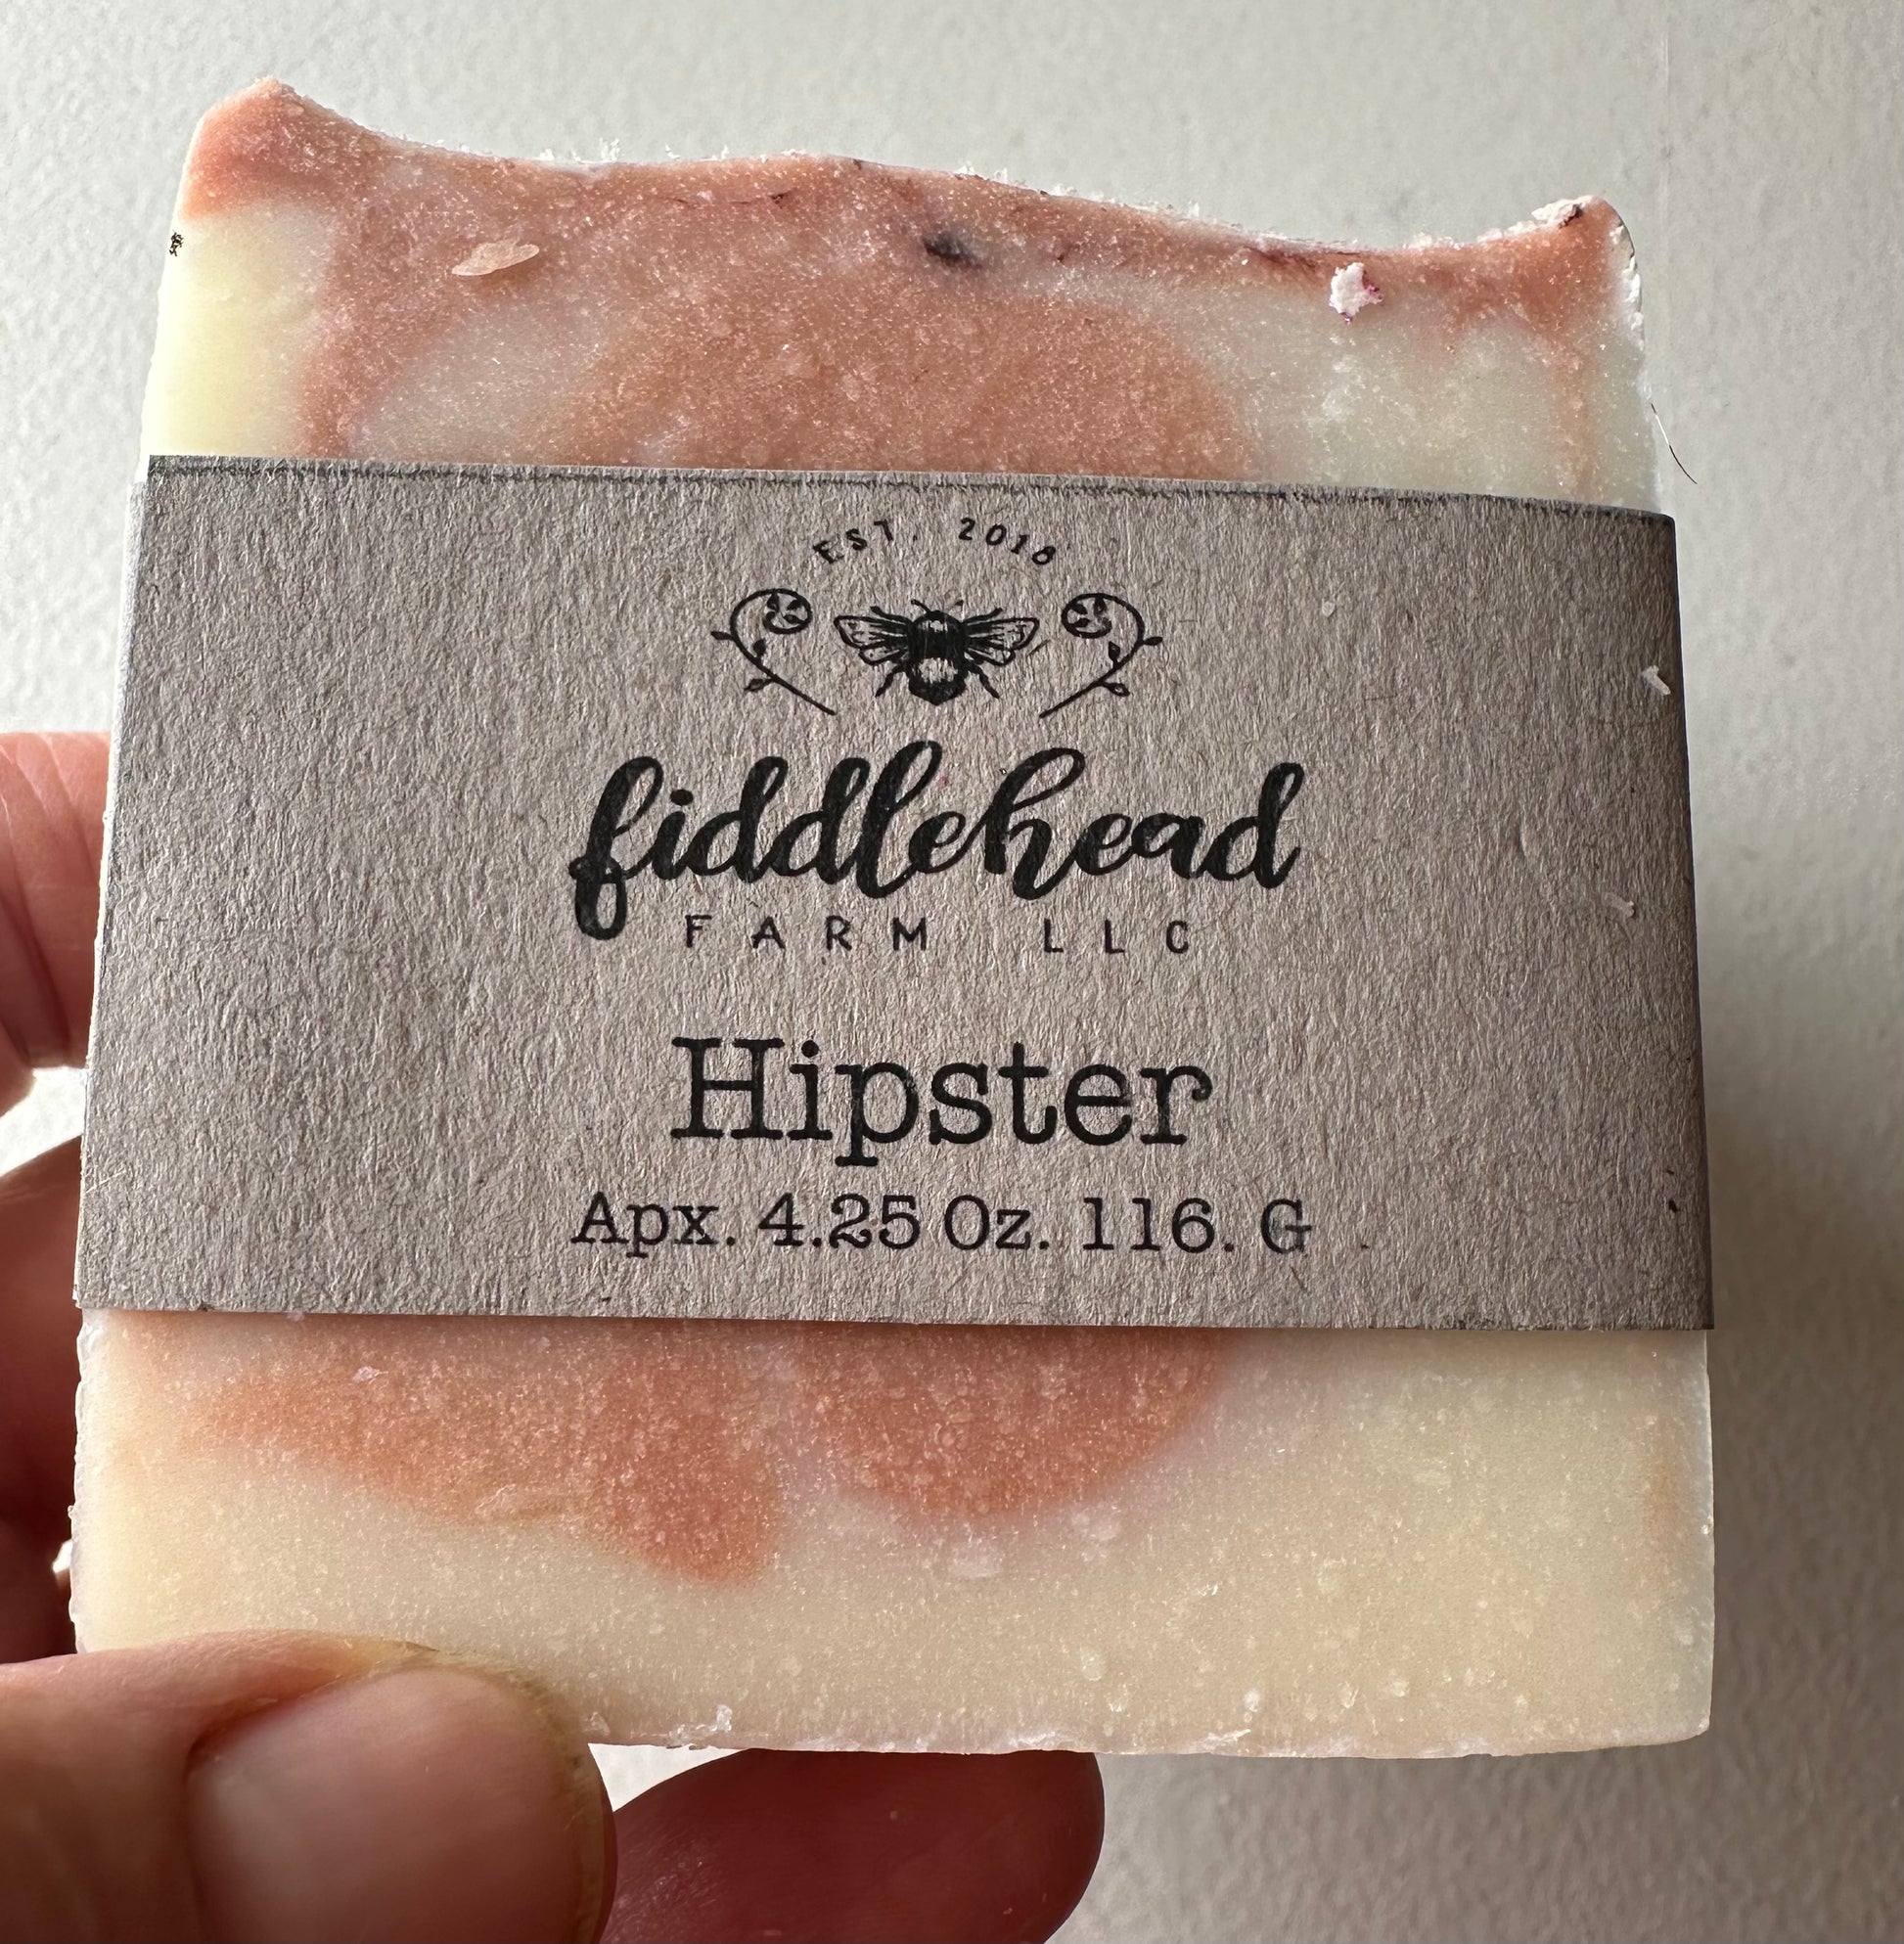 EST. 2018
fiddlehead
FARM LLC
Hipster
Apx. 4.25 Oz. 116. G